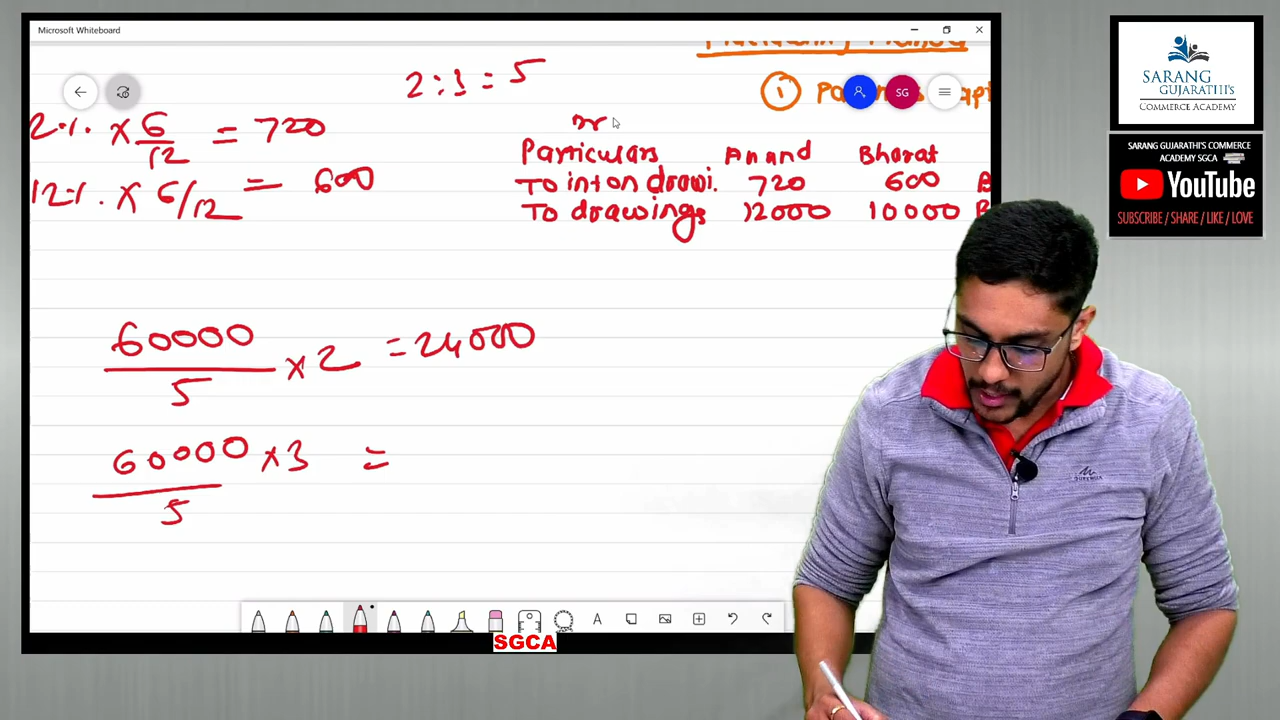 Microsoft Whiteboard
2 : 3 = 5
SG
2% × 6/12 = 720
12% × 6/12 = 600
Particulars Anand Bharat
To int on drawi. 720 600 B
To drawings 12000 10000 B
60000/5 × 2 = 24000
60000/5 × 3 =
SGCA
SARANG
GUJARATHI'S
COMMERCE ACADEMY
SARANG GUJARATHI'S COMMERCE
ACADEMY SGCA
YouTube
SUBSCRIBE / SHARE / LIKE / LOVE